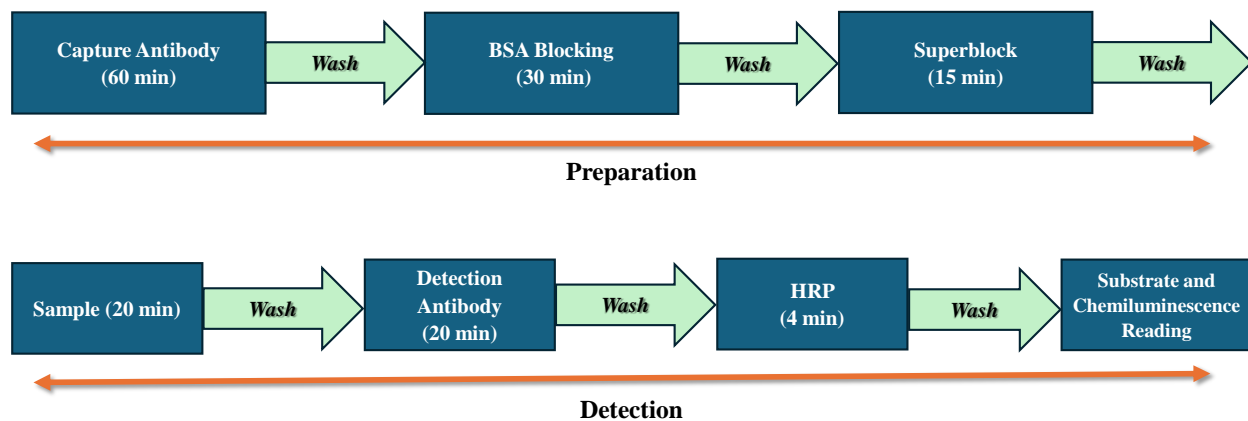 Capture Antibody
(60 min)
Wash
BSA Blocking
(30 min)
Wash
Superblock
(15 min)
Wash
Preparation
Sample (20 min)
Wash
Detection
Antibody
(20 min)
Wash
HRP
(4 min)
Wash
Substrate and
Chemiluminescence
Reading
Detection